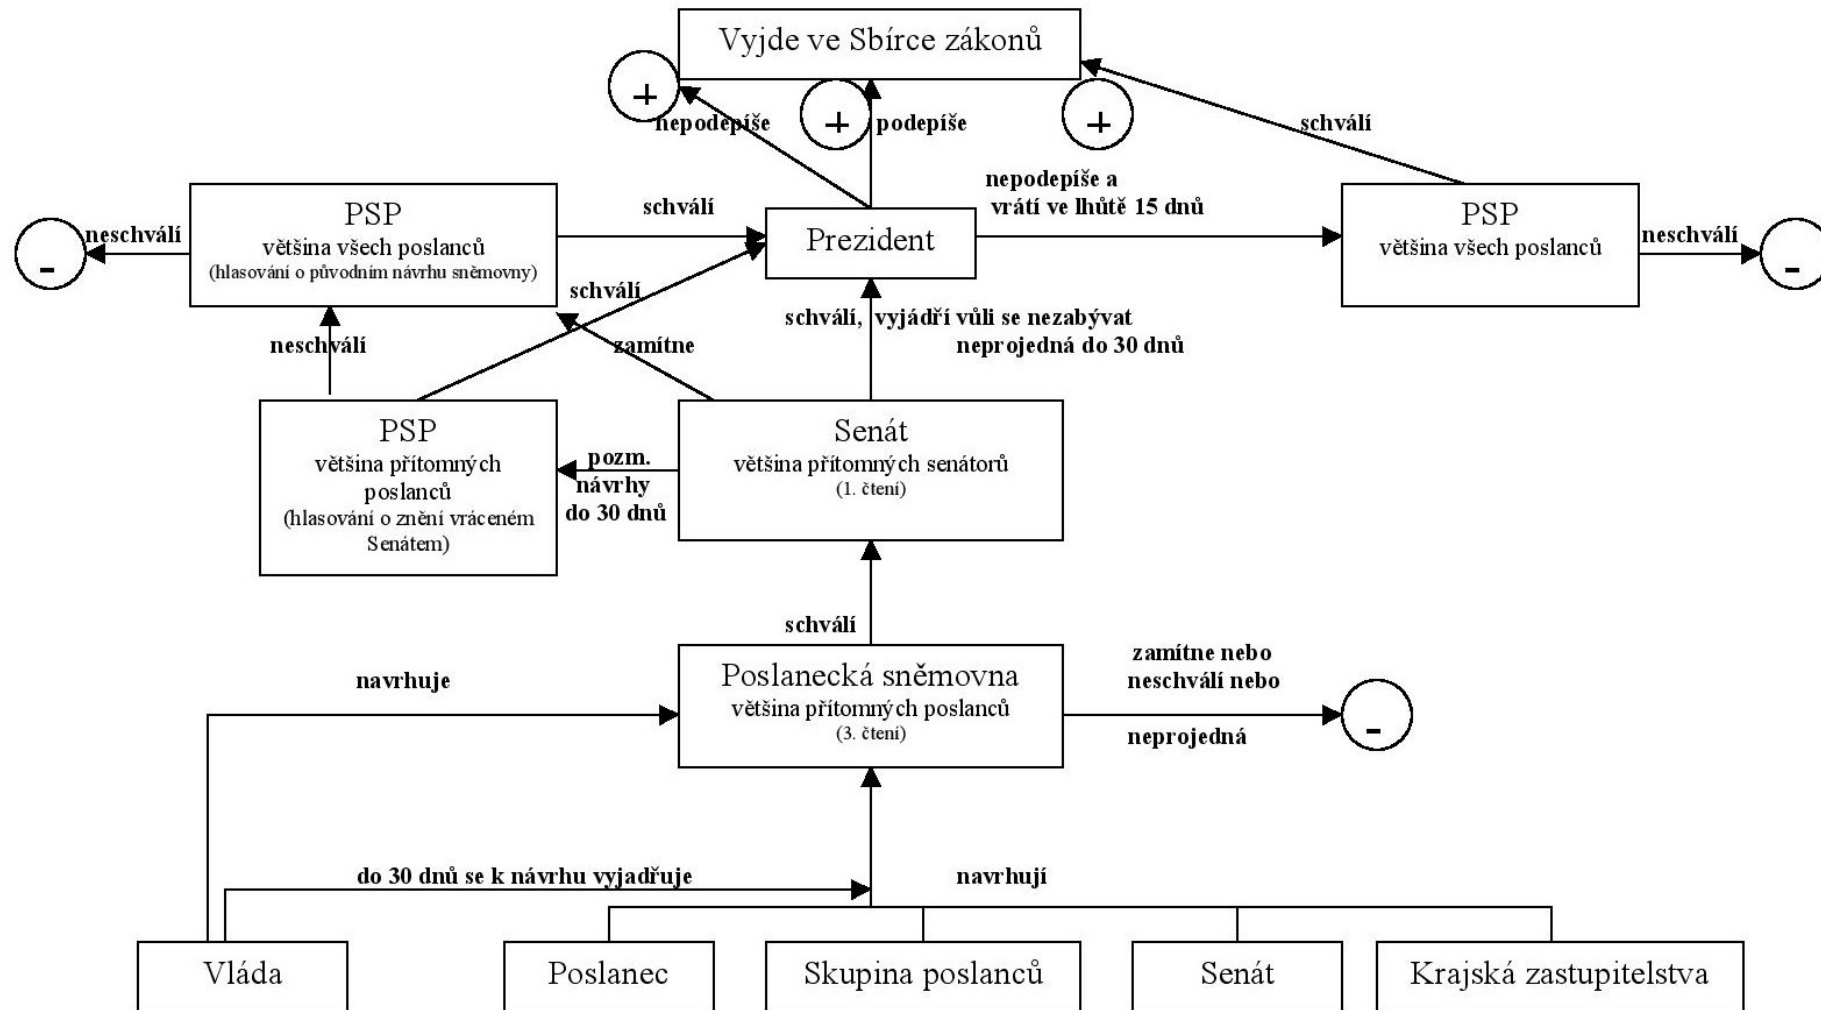 Vyjde ve Sbírce zákonů
+
+
+
nepodepíše
podepíše
schválí
PSP
většina všech poslanců
(hlasování o původním návrhu sněmovny)
neschválí
-
schválí
Prezident
nepodepíše a
vrátí ve lhůtě 15 dnů
PSP
většina všech poslanců
neschválí
-
schválí
neschválí
zamítne
schválí, vyjádří vůli se nezabývat
neprojedná do 30 dnů
PSP
většina přítomných
poslanců
(hlasování o znění vráceném
Senátem)
pozm.
návrhy
do 30 dnů
Senát
většina přítomných senátorů
(1. čtení)
schválí
navrhuje
Poslanecká sněmovna
většina přítomných poslanců
(3. čtení)
zamítne nebo
neschválí nebo
neprojedná
-
do 30 dnů se k návrhu vyjadřuje
navrhují
Vláda
Poslanec
Skupina poslanců
Senát
Krajská zastupitelstva